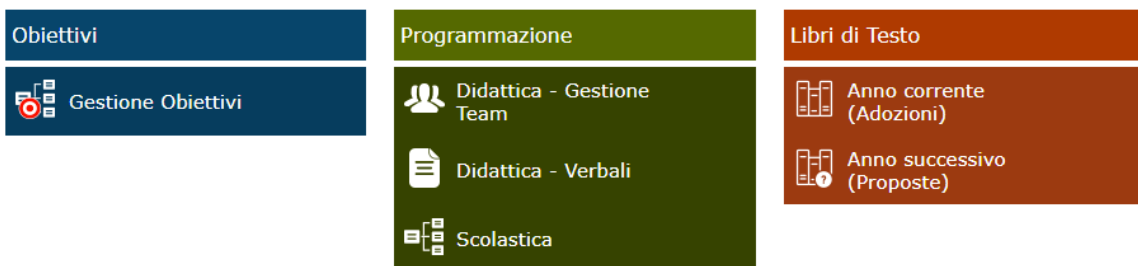 Obiettivi
Gestione Obiettivi
Programmazione
Didattica - Gestione
Team
Didattica - Verbali
Scolastica
Libri di Testo
Anno corrente
(Adozioni)
Anno successivo
(Proposte)